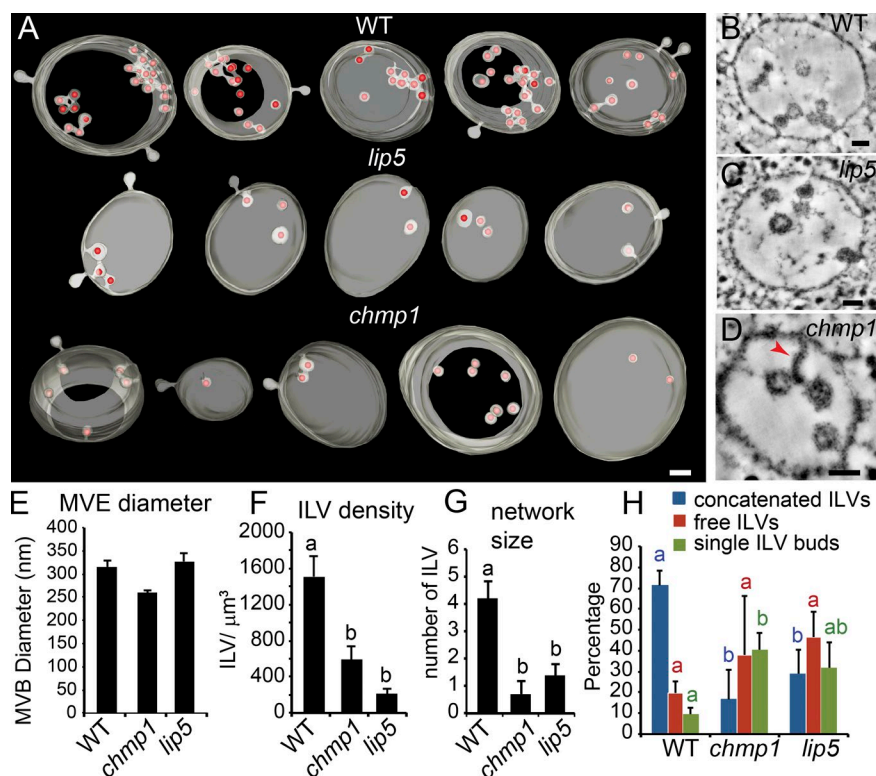 A
WT
lip5
chmp1
B WT
C lip5
D chmp1
E MVE diameter
MVB Diameter (nm)
400
350
300
250
200
150
100
50
0
WT
chmp1
lip5
F ILV density
ILV/ µm³
2000
1600
1200
800
400
0
a
b
b
WT
chmp1
lip5
G network
size
number of ILV
6
5
4
3
2
1
0
a
b
b
WT
chmp1
lip5
H concatenated ILVs
free ILVs
single ILV buds
Percentage
90
80
70
60
50
40
30
20
10
0
a a a
b a b
b a ab
WT chmp1 lip5